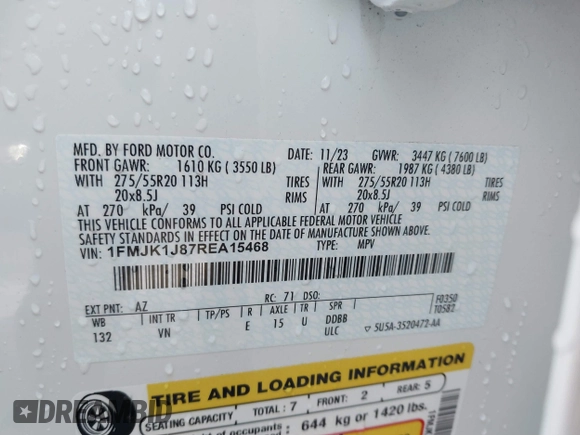 MFD. BY FORD MOTOR CO.
DATE: 11/23 GVWR: 3447 KG ( 7600 LB)
FRONT GAWR: 1610 KG ( 3550 LB)
REAR GAWR: 1987 KG ( 4380 LB)
WITH 275/55R20 113H TIRES WITH 275/55R20 113H TIRES
20x8.5J RIMS 20x8.5J RIMS
AT 270 kPa/ 39 PSI COLD AT 270 kPa/ 39 PSI COLD
THIS VEHICLE CONFORMS TO ALL APPLICABLE FEDERAL MOTOR VEHICLE
SAFETY STANDARDS IN EFFECT ON THE DATE OF MANUFACTURE SHOWN ABOVE.
VIN: 1FMJK1J87REA15468 TYPE: MPV
EXT PNT: AZ RC: 71 DSO: F0350
WB INT TR TP/PS R AXLE TR SPR T0582
132 VN E 15 U DDBB
ULC 5U5A-3520472-AA
TIRE AND LOADING INFORMATION
SEATING CAPACITY TOTAL: 7 FRONT: 2 REAR: 5
of occupants 644 kg or 1420 lbs.
DREAMBID